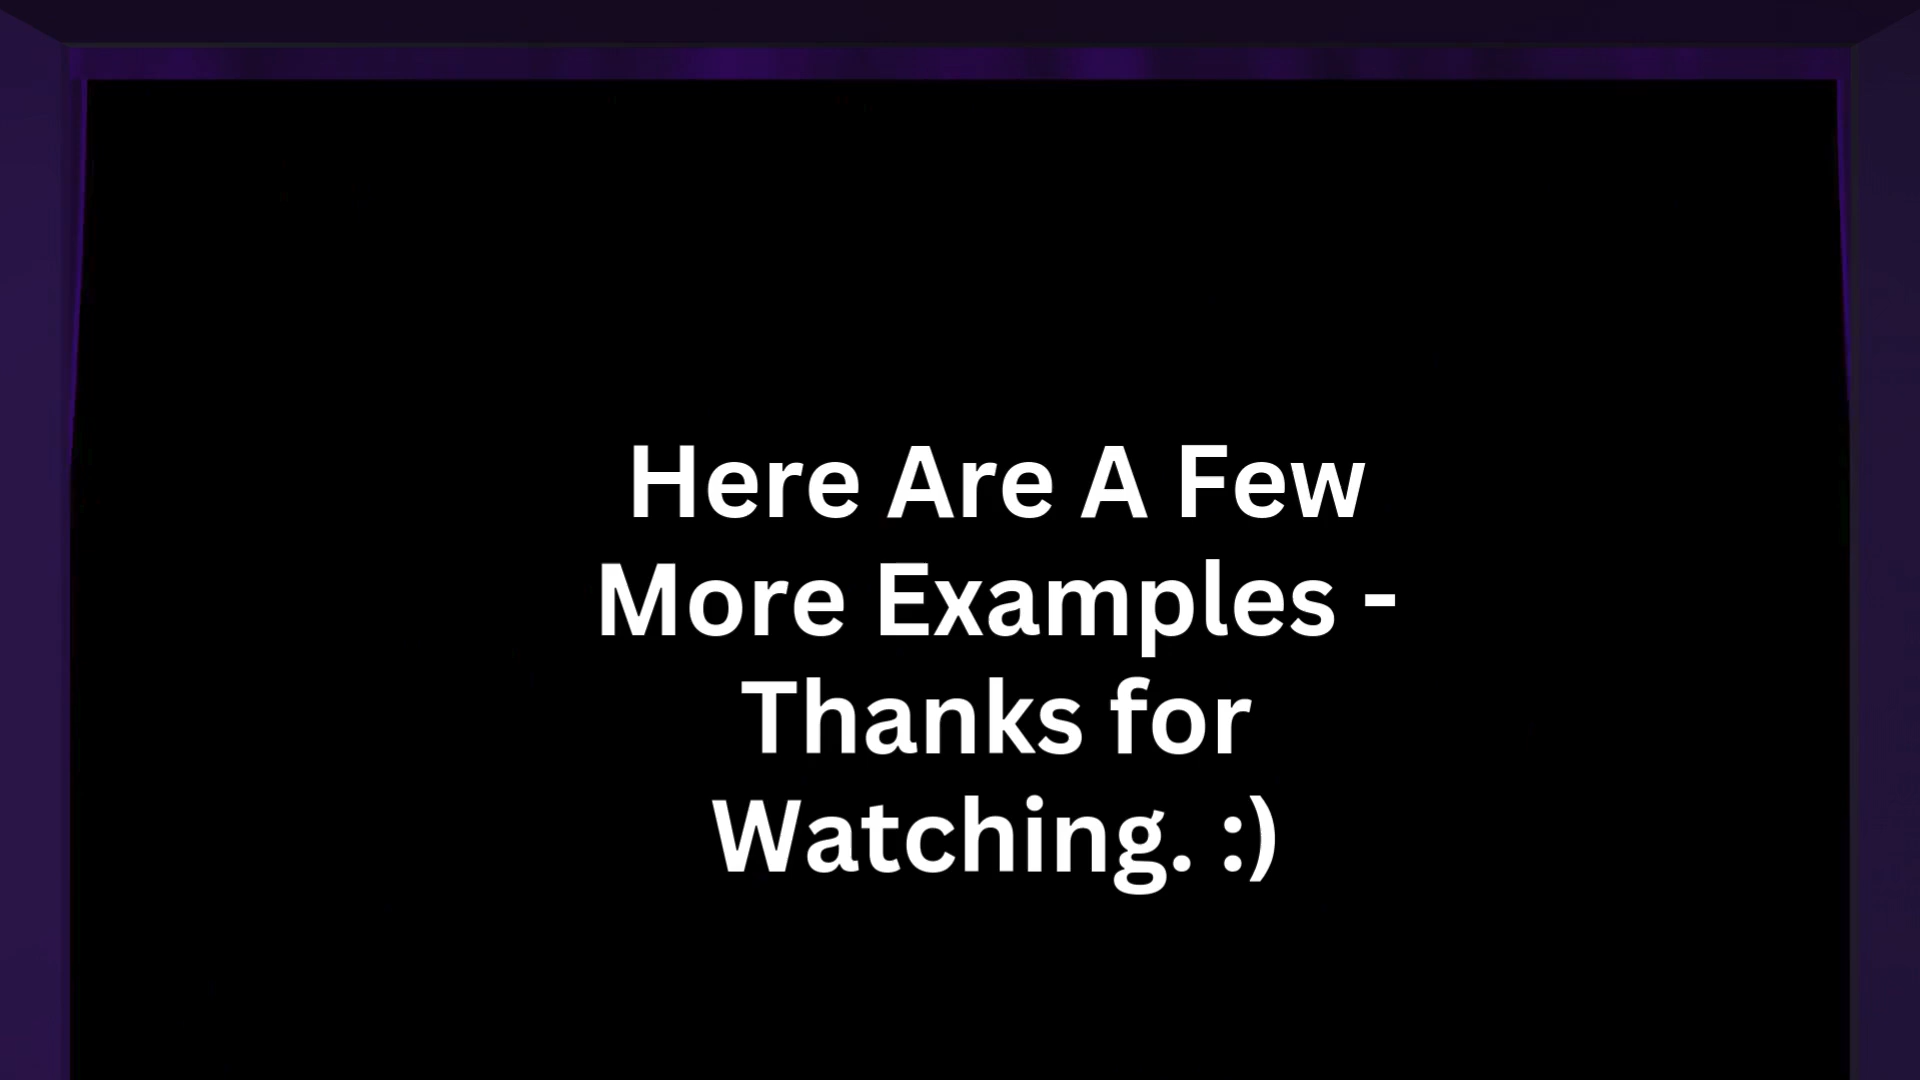 Here Are A Few
More Examples -
Thanks for
Watching. :)